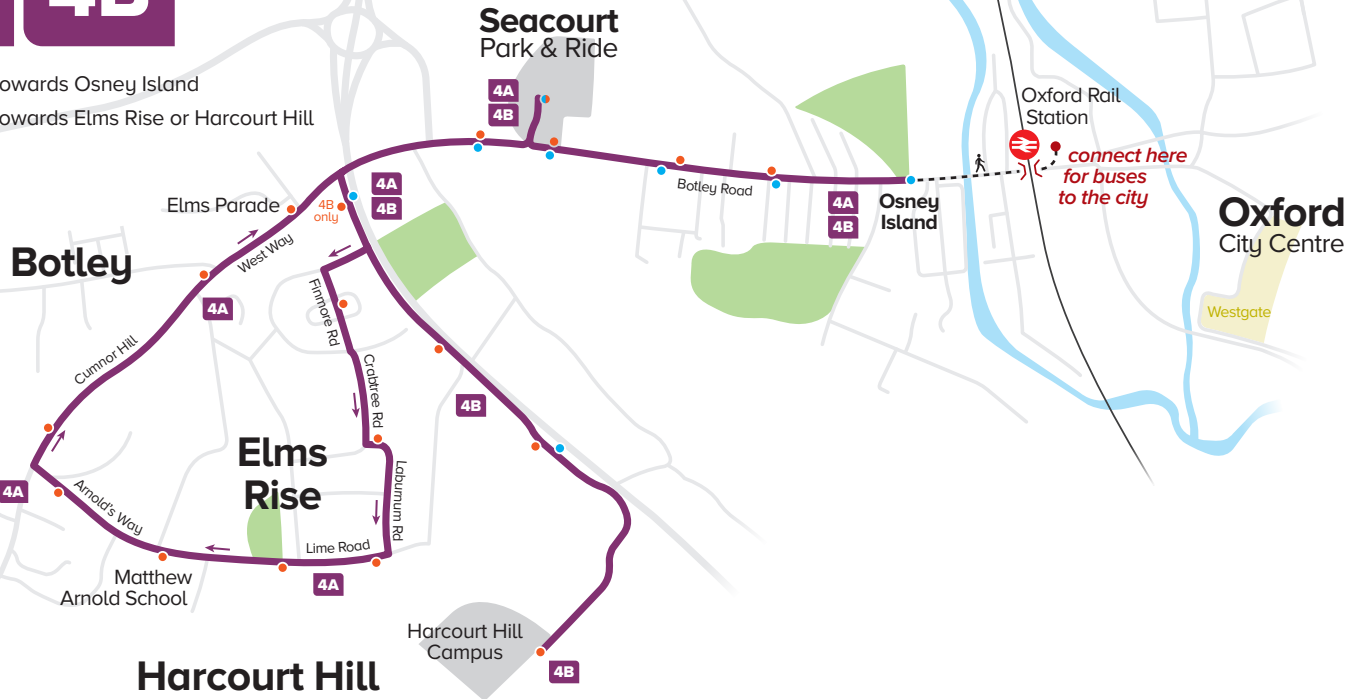 4B
owards Osney Island
owards Elms Rise or Harcourt Hill
Seacourt
Park & Ride
4A
4B
Oxford Rail
Station
connect here
for buses
to the city
Oxford
City Centre
Westgate
Botley Road
4A
4B
Osney
Island
4A
4B
4B
only
Elms Parade
West Way
Botley
4A
Cumnor Hill
Finmore Rd
Crabtree Rd
4B
Elms
Rise
Laburnum Rd
4A
Arnold's Way
Lime Road
4A
Matthew
Arnold School
Harcourt Hill
Campus
4B
Harcourt Hill